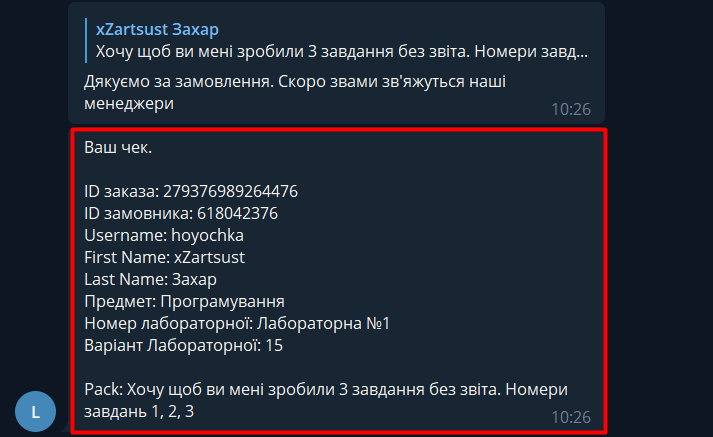 xZartsust Захар
Хочу щоб ви мені зробили 3 завдання без звіта. Номери завд...
Дякуємо за замовлення. Скоро звами зв'яжуться наші
менеджери
10:26
Ваш чек.
ID заказа: 279376989264476
ID замовника: 618042376
Username: hoyochka
First Name: xZartsust
Last Name: Захар
Предмет: Програмування
Номер лабораторної: Лабораторна №1
Варіант Лабораторної: 15
Pack: Хочу щоб ви мені зробили 3 завдання без звіта. Номери
завдань 1, 2, 3
10:26
L